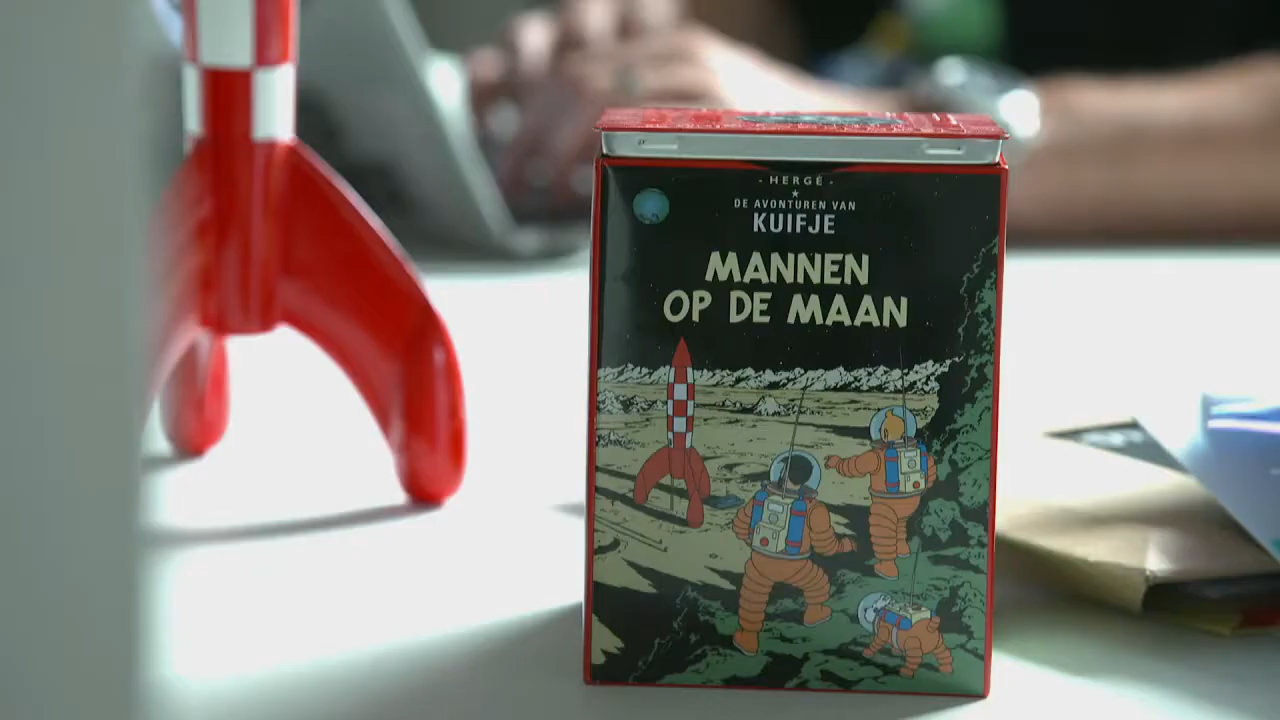 - HERGÉ -
DE AVONTUREN VAN
KUIFJE
MANNEN
OP DE MAAN